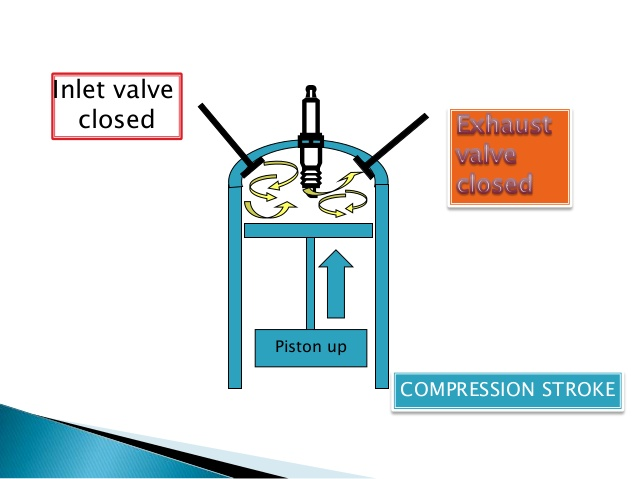 Inlet valve
closed
Exhaust
valve
closed
Piston up
COMPRESSION STROKE